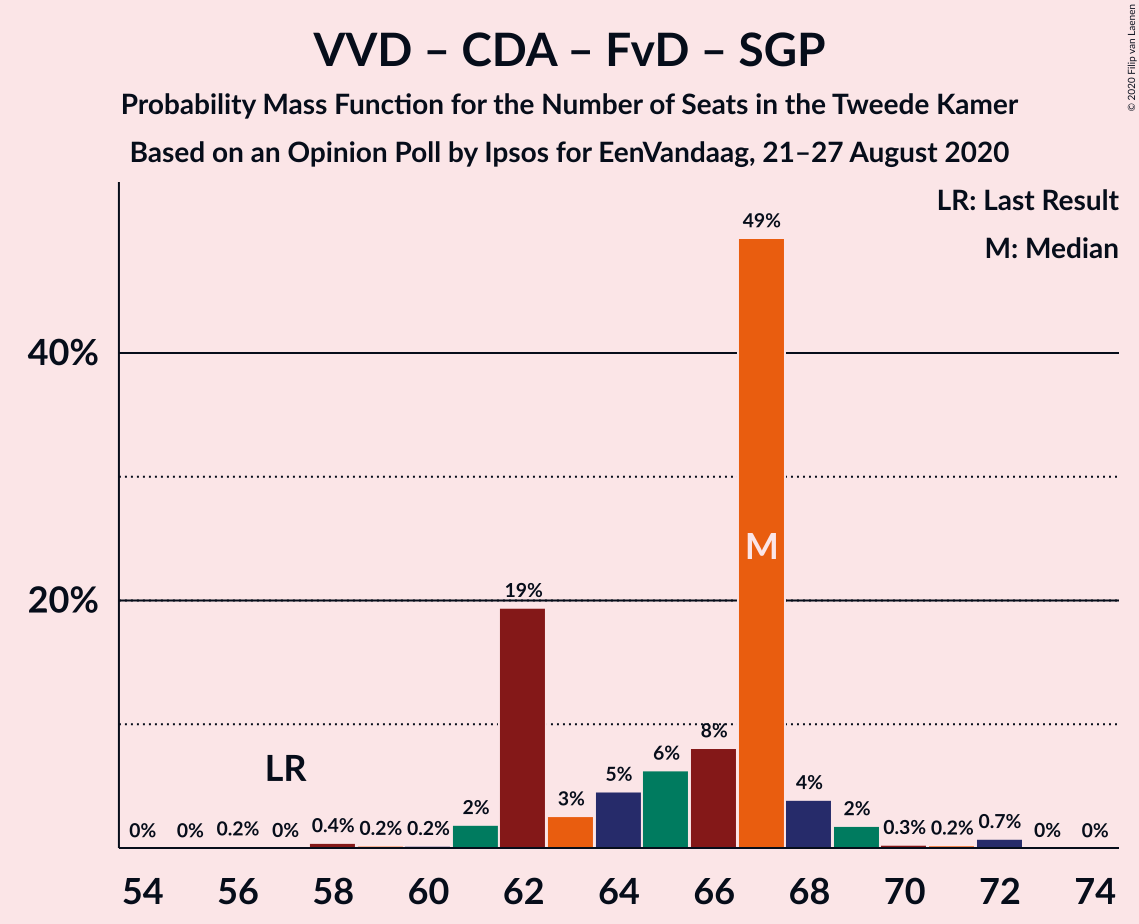 VVD – CDA – FvD – SGP
Probability Mass Function for the Number of Seats in the Tweede Kamer
Based on an Opinion Poll by Ipsos for EenVandaag, 21–27 August 2020
© 2020 Filip van Laenen
LR: Last Result
M: Median
49%
40%
M
20%
19%
LR
0% 0% 0.2% 0% 0.4% 0.2% 0.2% 2% 3% 5% 6% 8% 4% 2% 0.3% 0.2% 0.7% 0% 0%
54 56 58 60 62 64 66 68 70 72 74